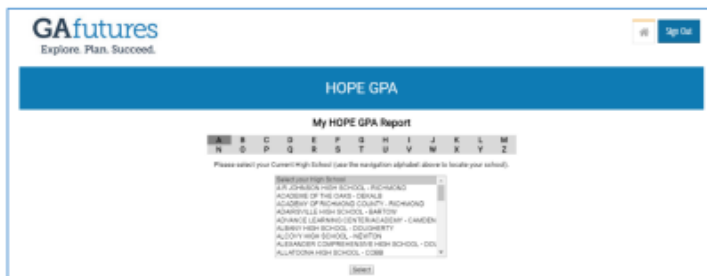 GAfutures
Explore. Plan. Succeed.
Sign Out
HOPE GPA
My HOPE GPA Report
A B C D E F G H I J K L M
N O P Q R S T U V W X Y Z
Please select your Current High School (use the navigation alphabet above to locate your school).
Select your High School
A.R. JOHNSON HIGH SCHOOL - RICHMOND
ACADEME OF THE OAKS - DEKALB
ACADEMY OF RICHMOND COUNTY - RICHMOND
ADAIRSVILLE HIGH SCHOOL - BARTOW
ADVANCE LEARNING CENTER/ACADEMY - CAMDEN
ALBANY HIGH SCHOOL - DOUGHERTY
ALCOVY HIGH SCHOOL - NEWTON
ALEXANDER COMPREHENSIVE HIGH SCHOOL - DOU
ALLATOONA HIGH SCHOOL - COBB
Select